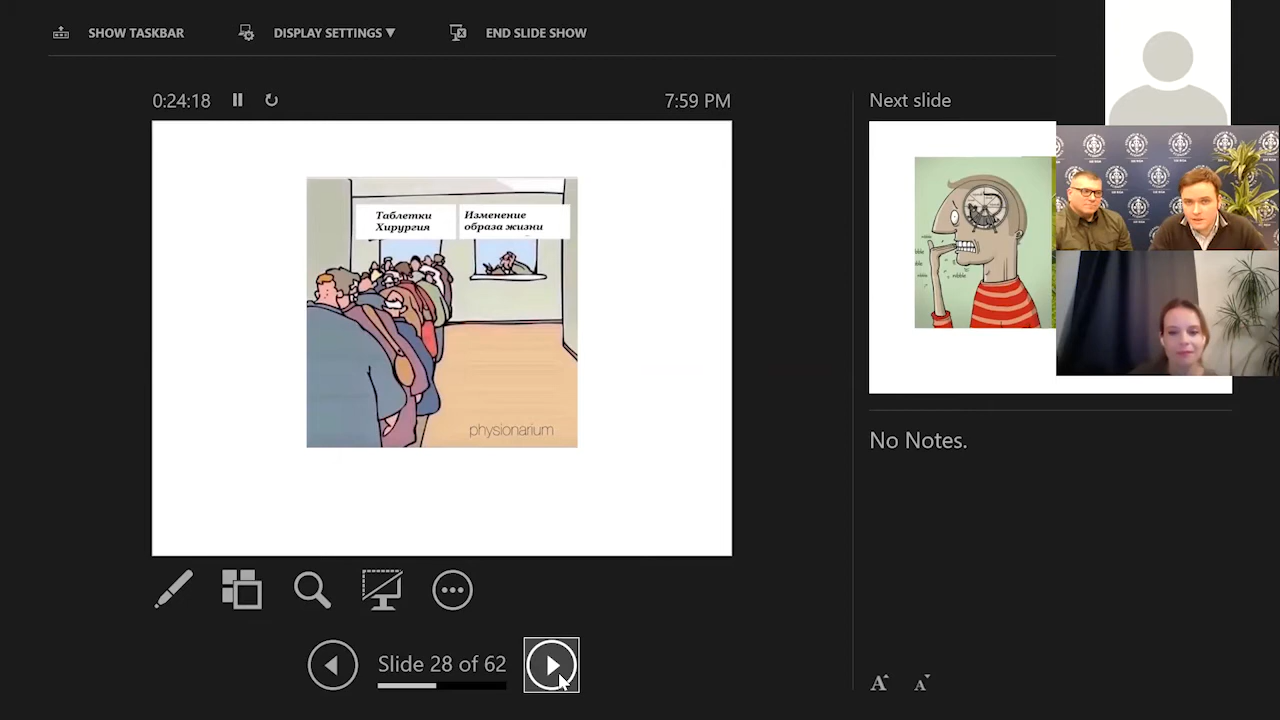 SHOW TASKBAR
DISPLAY SETTINGS ▼
END SLIDE SHOW
0:24:18
7:59 PM
Next slide
Таблетки
Хирургия
Изменение
образа жизни
physionarium
No Notes.
Slide 28 of 62
A
A